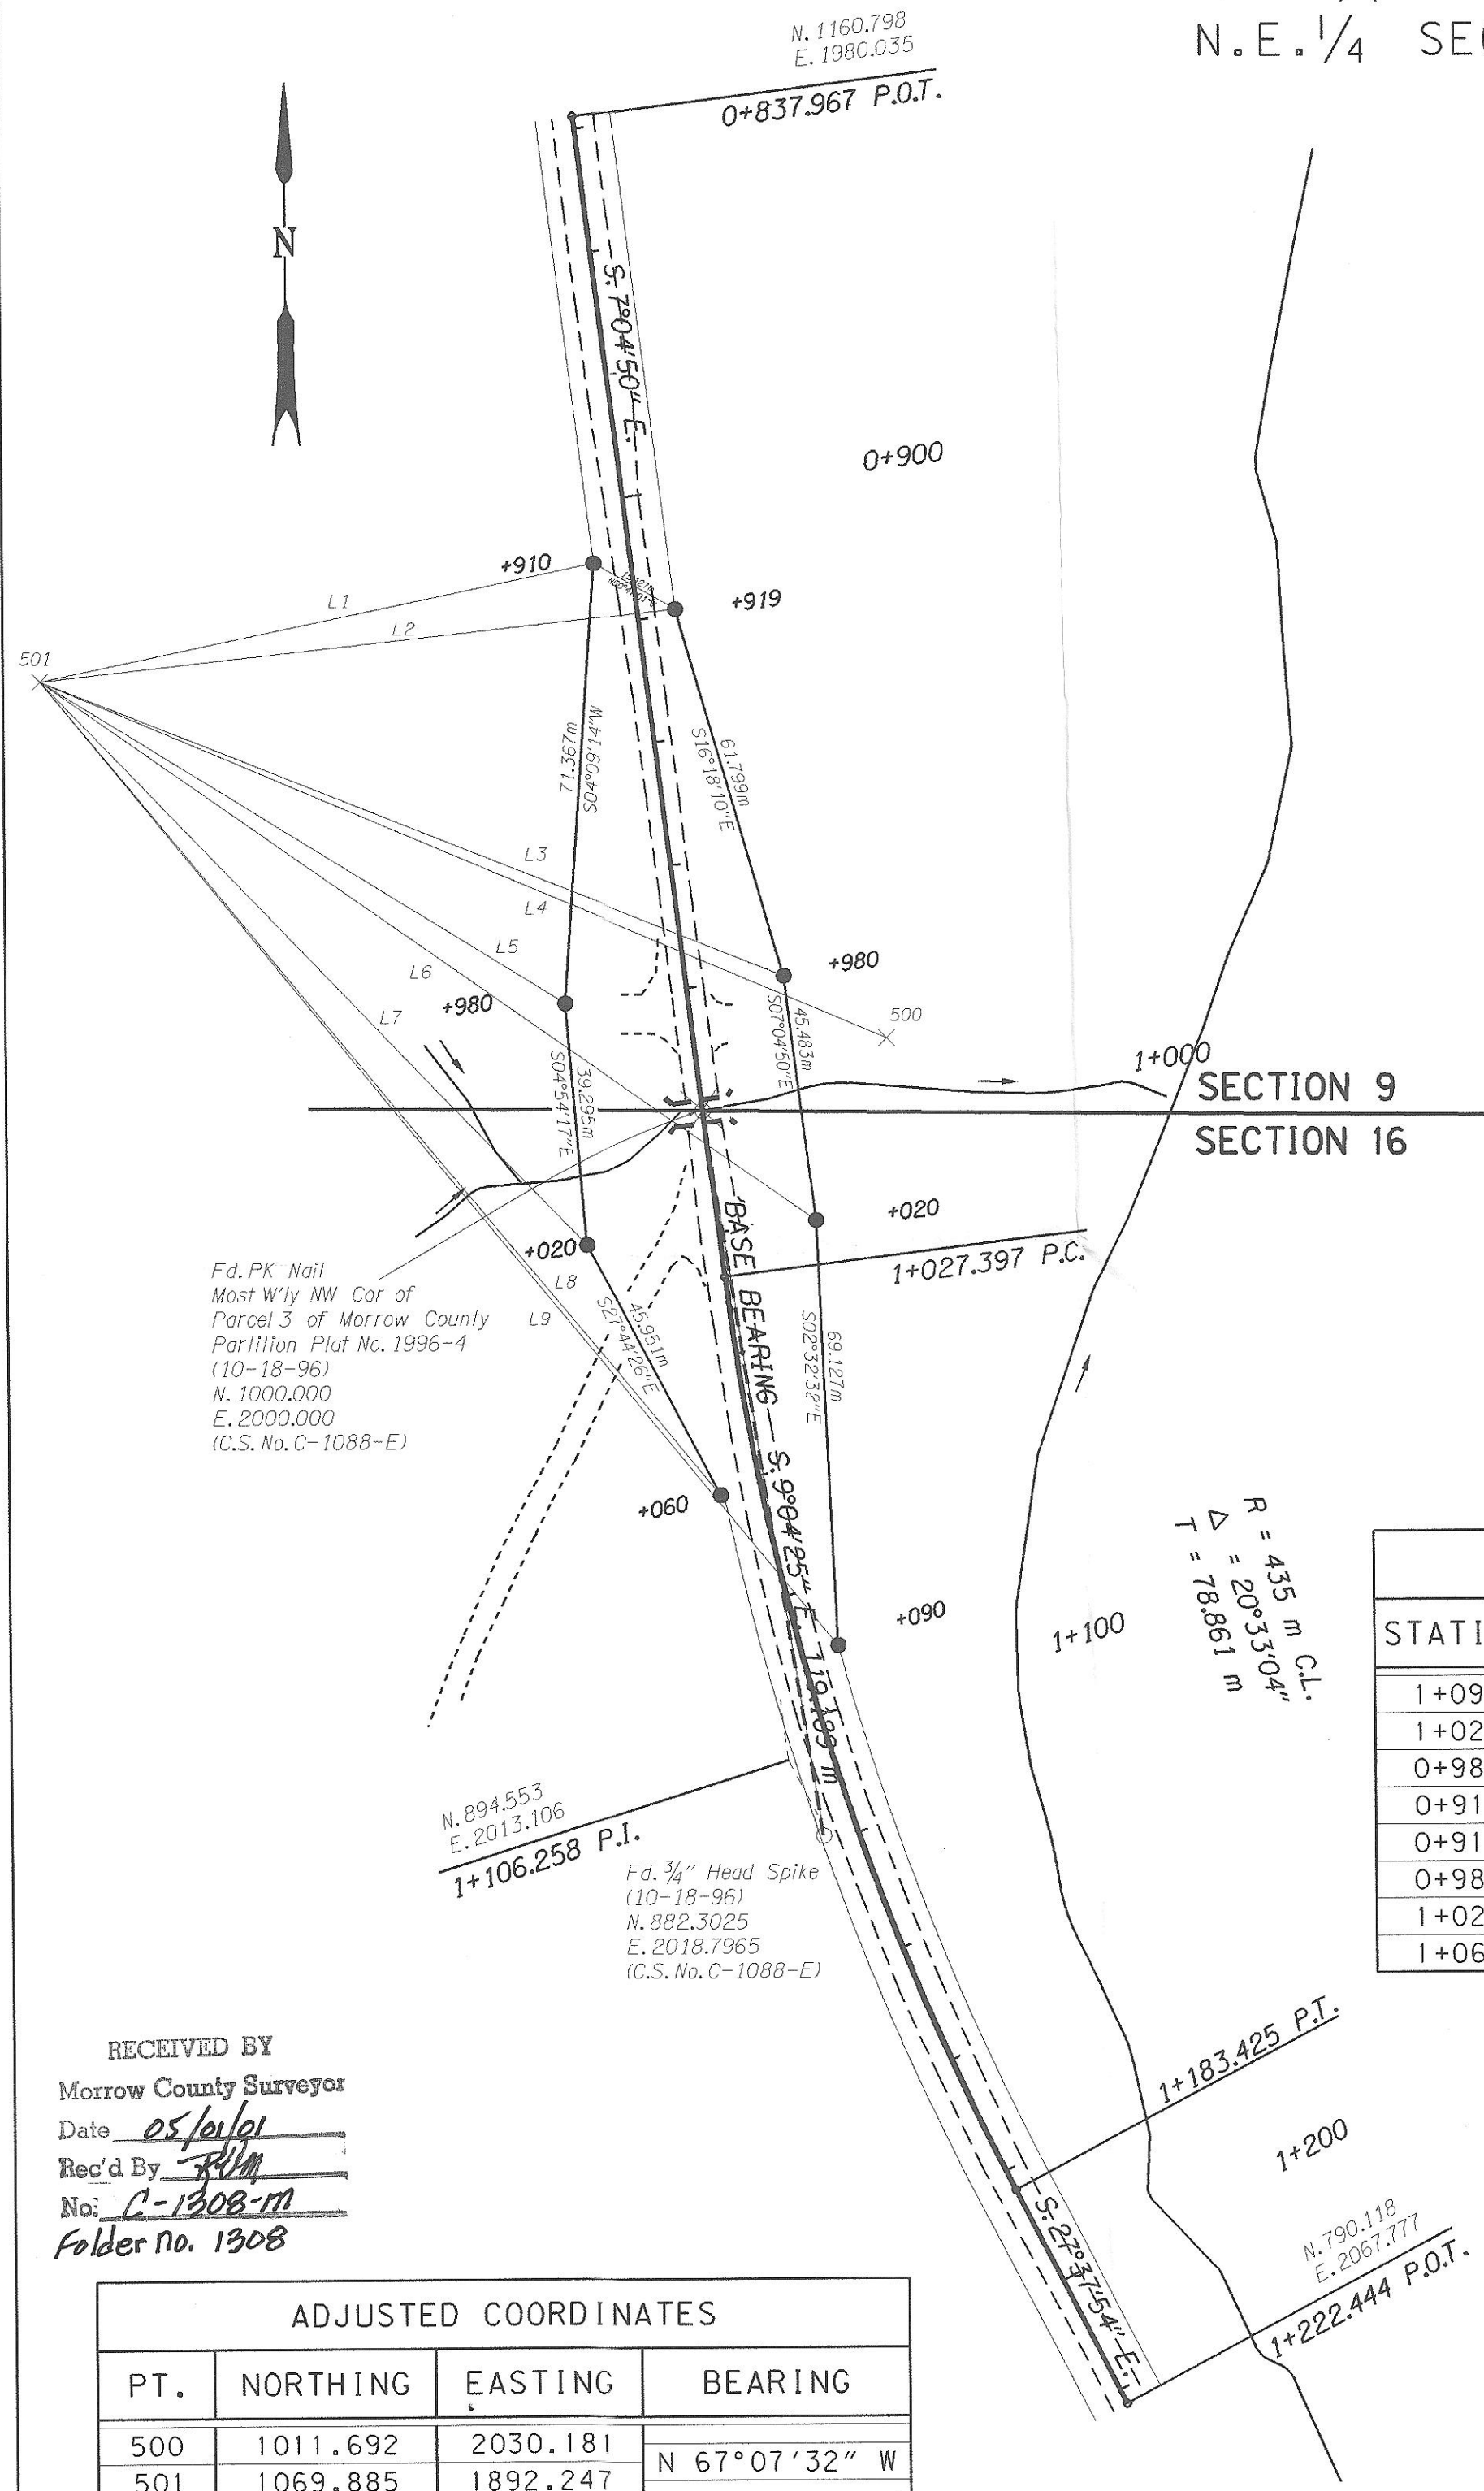 N. 1160.798
E. 1980.035
N.E. 1/4 SE
0+837.967 P.O.T.
N
S. 7°04'50" E.
0+900
+910
+919
L1
L2
501
71.367m
S04°09'14"W
61.799m
S16°18'10"E
L3
L4
L5
L6
L7
+980
+980
500
45.483m
S07°04'50"E
39.295m
S04°54'17"E
1+000
SECTION 9
SECTION 16
+020
+020
1+027.397 P.C.
Fd. PK Nail
Most W'ly NW Cor of
Parcel 3 of Morrow County
Partition Plat No. 1996-4
(10-18-96)
N. 1000.000
E. 2000.000
(C.S. No. C-1088-E)
L8
L9
45.951m
S27°44'26"E
69.127m
S02°32'32"E
BASE BEARING S. 9°04'25" E. 119.189 m
+060
+090
1+100
R = 435 m C.L.
Δ = 20°33'04"
T = 78.861 m
STATI
1+09
1+02
0+98
0+91
0+91
0+98
1+02
1+06
N. 894.553
E. 2013.106
1+106.258 P.I.
Fd. 3/4" Head Spike
(10-18-96)
N. 882.3025
E. 2018.7965
(C.S. No. C-1088-E)
1+183.425 P.T.
1+200
S. 27°37'54" E.
N. 790.118
E. 2067.777
1+222.444 P.O.T.
RECEIVED BY
Morrow County Surveyor
Date 05/01/01
Rec'd By
No: C-1308-M
Folder no. 1308
ADJUSTED COORDINATES
PT. NORTHING EASTING BEARING
500 1011.692 2030.181
N 67°07'32" W
501 1069.885 1892.247